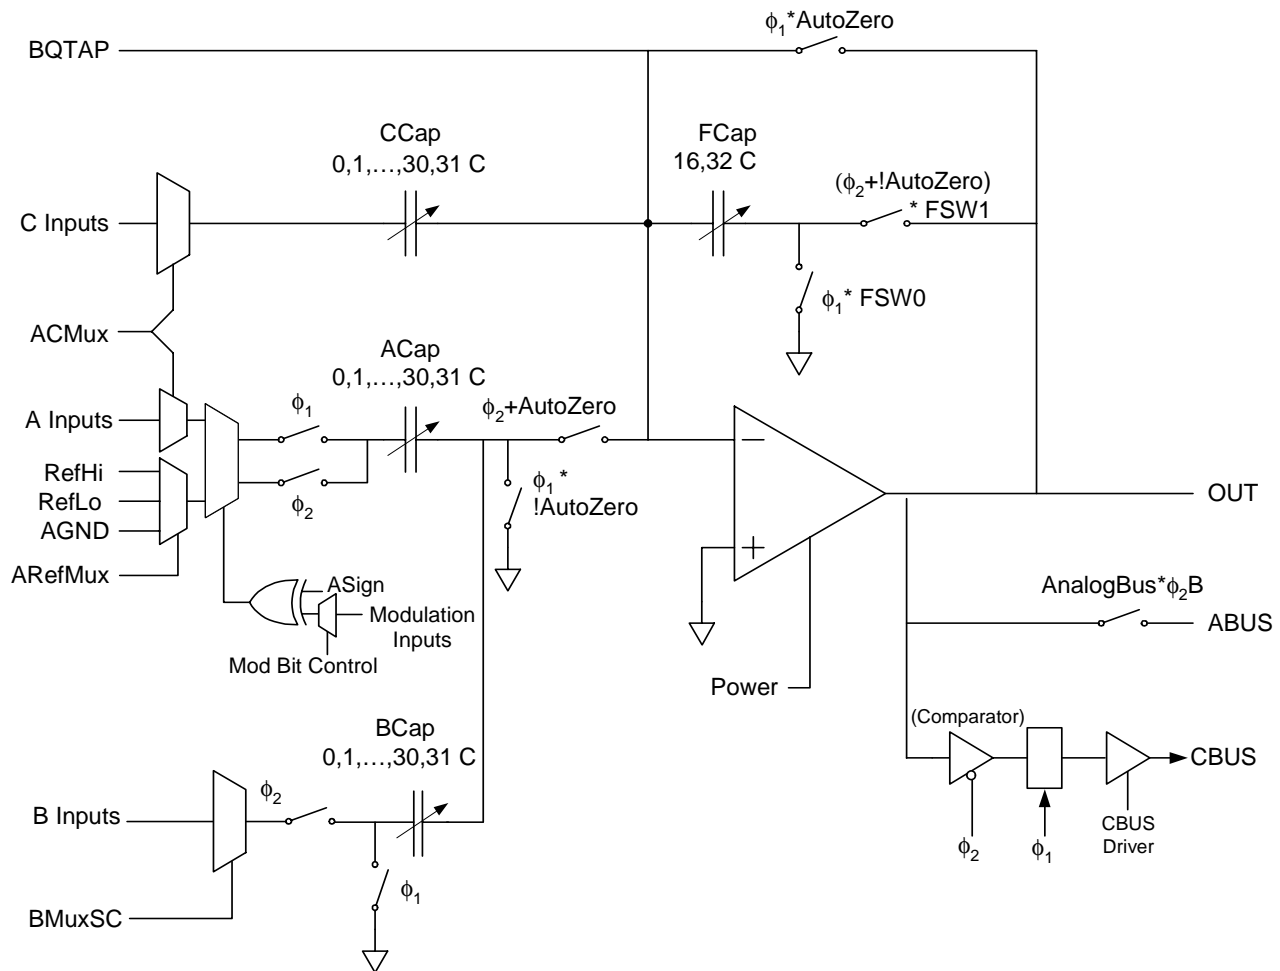 ϕ1*AutoZero
BQTAP
CCap
0,1,…,30,31 C
FCap
16,32 C
(ϕ2+!AutoZero)
* FSW1
C Inputs
ϕ1* FSW0
ACMux
ACap
0,1,…,30,31 C
A Inputs
ϕ1
ϕ2+AutoZero
RefHi
RefLo
AGND
ϕ2
ϕ1*
!AutoZero
OUT
ARefMux
ASign
Modulation
Inputs
Mod Bit Control
AnalogBus*ϕ2B
ABUS
Power
(Comparator)
BCap
0,1,…,30,31 C
CBUS
B Inputs
ϕ2
ϕ2
ϕ1
CBUS
Driver
ϕ1
BMuxSC